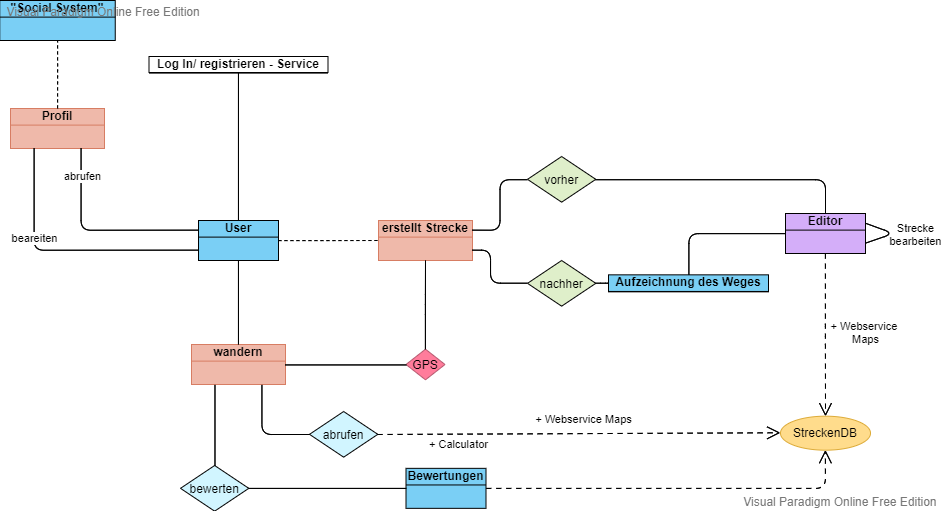 "Social System"
Visual Paradigm Online Free Edition
Log In/ registrieren - Service
Profil
abrufen
beareiten
User
erstellt Strecke
vorher
nachher
Aufzeichnung des Weges
Editor
Strecke
bearbeiten
+ Webservice
Maps
wandern
GPS
abrufen
+ Webservice Maps
+ Calculator
StreckenDB
bewerten
Bewertungen
Visual Paradigm Online Free Edition